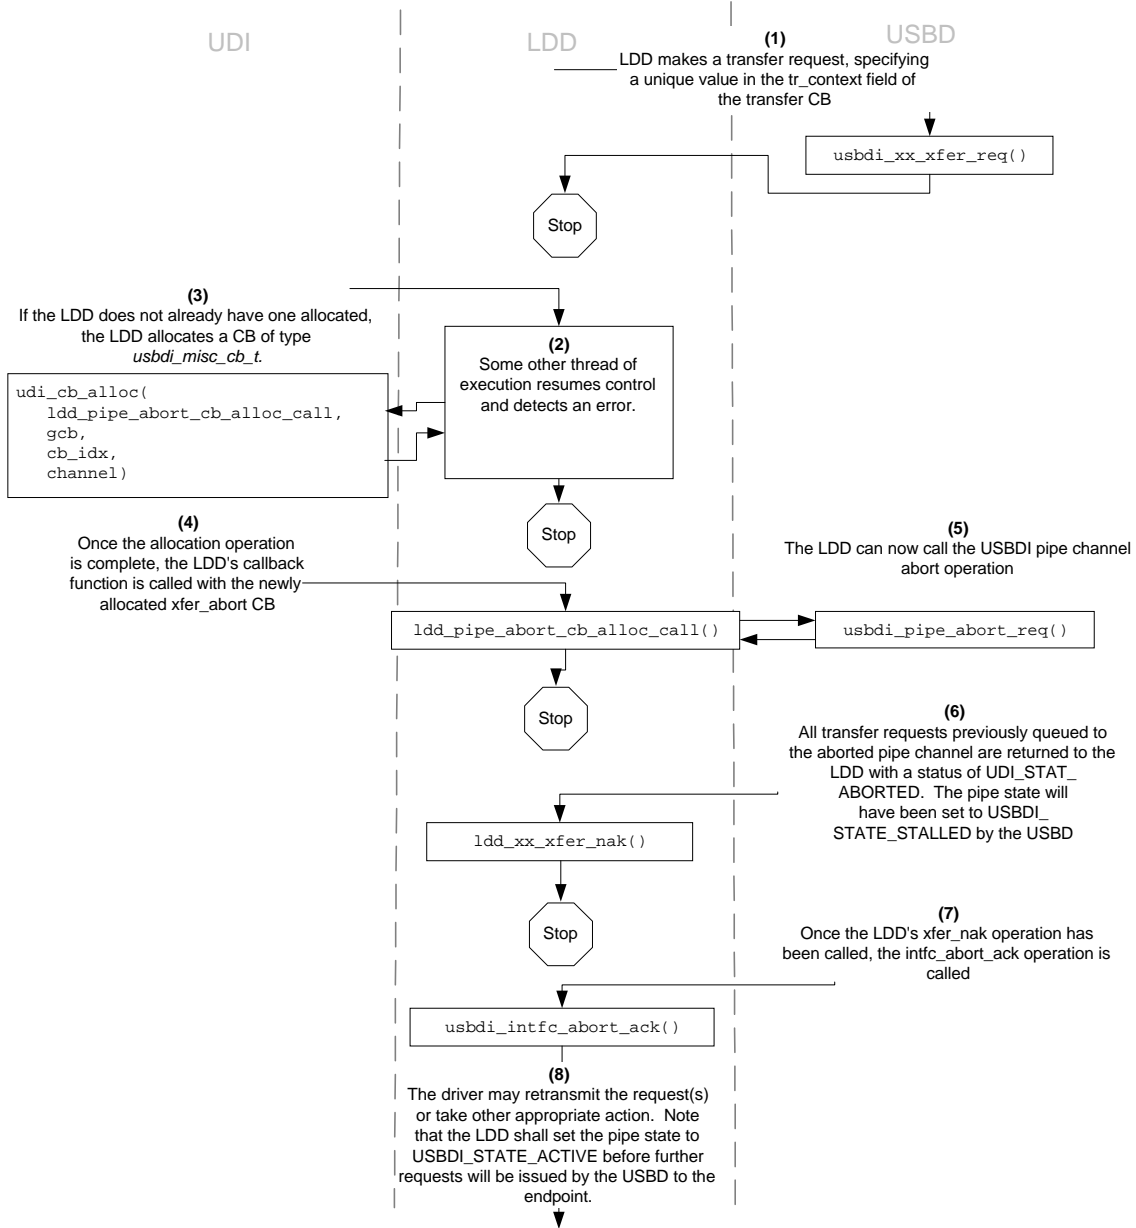 UDI
LDD
USBD
(1)
LDD makes a transfer request, specifying
a unique value in the tr_context field of
the transfer CB
usbdi_xx_xfer_req()
Stop
(3)
If the LDD does not already have one allocated,
the LDD allocates a CB of type
usbdi_misc_cb_t.
(2)
Some other thread of
execution resumes control
and detects an error.
udi_cb_alloc(
ldd_pipe_abort_cb_alloc_call,
gcb,
cb_idx,
channel)
Stop
(4)
Once the allocation operation
is complete, the LDD's callback
function is called with the newly
allocated xfer_abort CB
(5)
The LDD can now call the USBDI pipe channel
abort operation
ldd_pipe_abort_cb_alloc_call()
usbdi_pipe_abort_req()
Stop
(6)
All transfer requests previously queued to
the aborted pipe channel are returned to the
LDD with a status of UDI_STAT_
ABORTED.  The pipe state will
have been set to USBDI_
STATE_STALLED by the USBD
ldd_xx_xfer_nak()
Stop
(7)
Once the LDD's xfer_nak operation has
been called, the intfc_abort_ack operation is
called
usbdi_intfc_abort_ack()
(8)
The driver may retransmit the request(s)
or take other appropriate action.  Note
that the LDD shall set the pipe state to
USBDI_STATE_ACTIVE before further
requests will be issued by the USBD to the
endpoint.